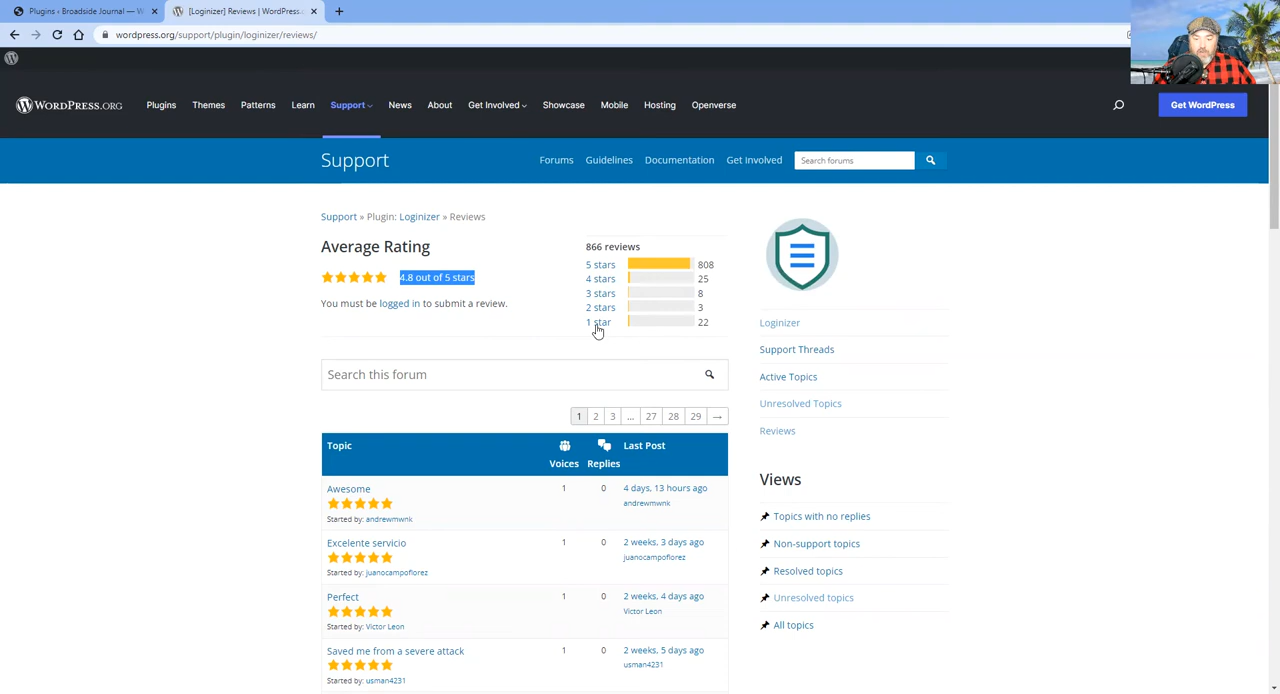 Plugins ‹ Broadside Journal — W
[Loginizer] Reviews | WordPress.
wordpress.org/support/plugin/loginizer/reviews/
WORDPRESS.ORG
Plugins
Themes
Patterns
Learn
Support
News
About
Get Involved
Showcase
Mobile
Hosting
Openverse
Get WordPress
Support
Forums
Guidelines
Documentation
Get Involved
Search forums
Support » Plugin: Loginizer » Reviews
Average Rating
4.8 out of 5 stars
You must be logged in to submit a review.
866 reviews
5 stars 808
4 stars 25
3 stars 8
2 stars 3
1 star 22
Search this forum
1 2 3 ... 27 28 29 →
Topic Voices Replies Last Post
Awesome 1 0 4 days, 13 hours ago
andrewmwnk
Started by: andrewmwnk
Excelente servicio 1 0 2 weeks, 3 days ago
juanocampoflorez
Started by: juanocampoflorez
Perfect 1 0 2 weeks, 4 days ago
Victor Leon
Started by: Victor Leon
Saved me from a severe attack 1 0 2 weeks, 5 days ago
usman4231
Started by: usman4231
Loginizer
Support Threads
Active Topics
Unresolved Topics
Reviews
Views
Topics with no replies
Non-support topics
Resolved topics
Unresolved topics
All topics